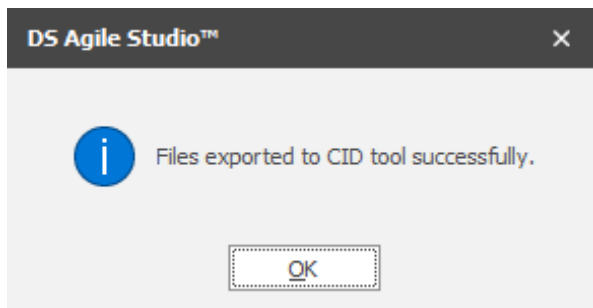 DS Agile Studio™
Files exported to CID tool successfully.
OK